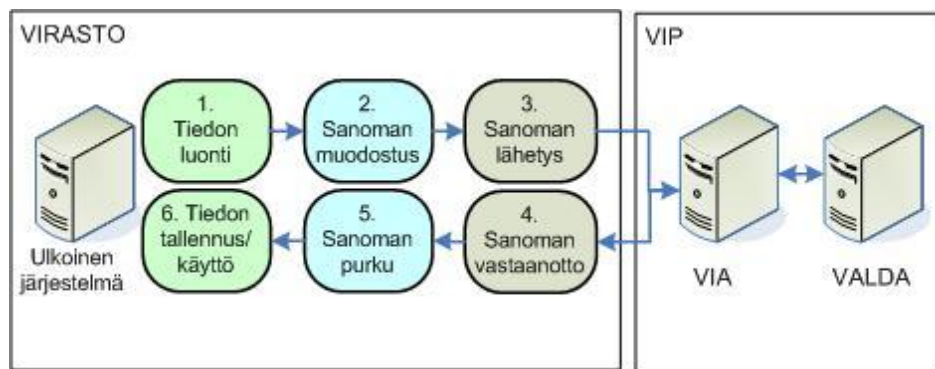 VIRASTO
VIP
1.
Tiedon
luonti
2.
Sanoman
muodostus
3.
Sanoman
lähetys
6. Tiedon
tallennus/
käyttö
5.
Sanoman
purku
4.
Sanoman
vastaanotto
Ulkoinen
järjestelmä
VIA
VALDA